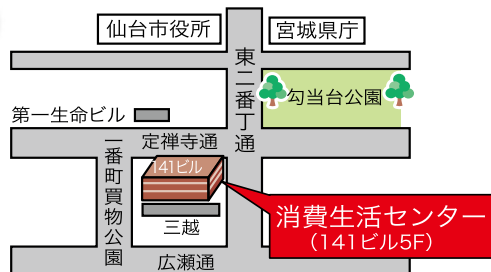 仙台市役所
宮城県庁
東二番丁通
勾当台公園
第一生命ビル
定禅寺通
一番町買物公園
141ビル
三越
消費生活センター
（141ビル5F）
広瀬通